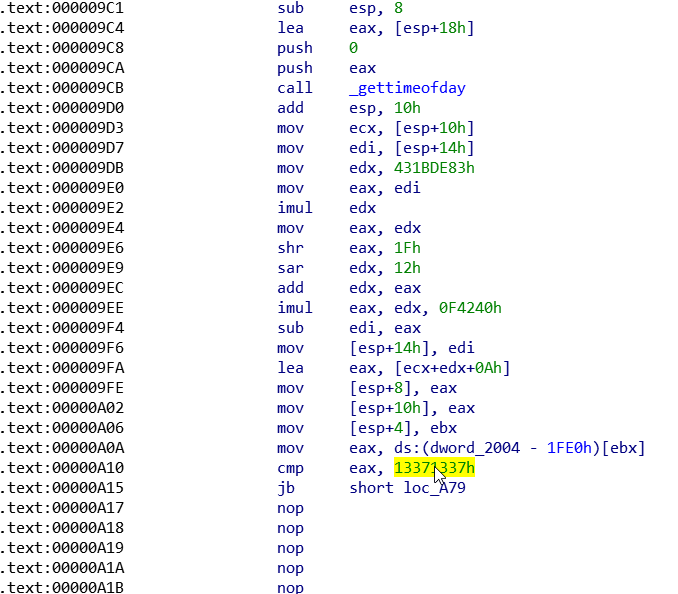 .text:000009C1 sub esp, 8
.text:000009C4 lea eax, [esp+18h]
.text:000009C8 push 0
.text:000009CA push eax
.text:000009CB call _gettimeofday
.text:000009D0 add esp, 10h
.text:000009D3 mov ecx, [esp+10h]
.text:000009D7 mov edi, [esp+14h]
.text:000009DB mov edx, 431BDE83h
.text:000009E0 mov eax, edi
.text:000009E2 imul edx
.text:000009E4 mov eax, edx
.text:000009E6 shr eax, 1Fh
.text:000009E9 sar edx, 12h
.text:000009EC add edx, eax
.text:000009EE imul eax, edx, 0F4240h
.text:000009F4 sub edi, eax
.text:000009F6 mov [esp+14h], edi
.text:000009FA lea eax, [ecx+edx+0Ah]
.text:000009FE mov [esp+8], eax
.text:00000A02 mov [esp+10h], eax
.text:00000A06 mov [esp+4], ebx
.text:00000A0A mov eax, ds:(dword_2004 - 1FE0h)[ebx]
.text:00000A10 cmp eax, 13371337h
.text:00000A15 jb short loc_A79
.text:00000A17 nop
.text:00000A18 nop
.text:00000A19 nop
.text:00000A1A nop
.text:00000A1B nop